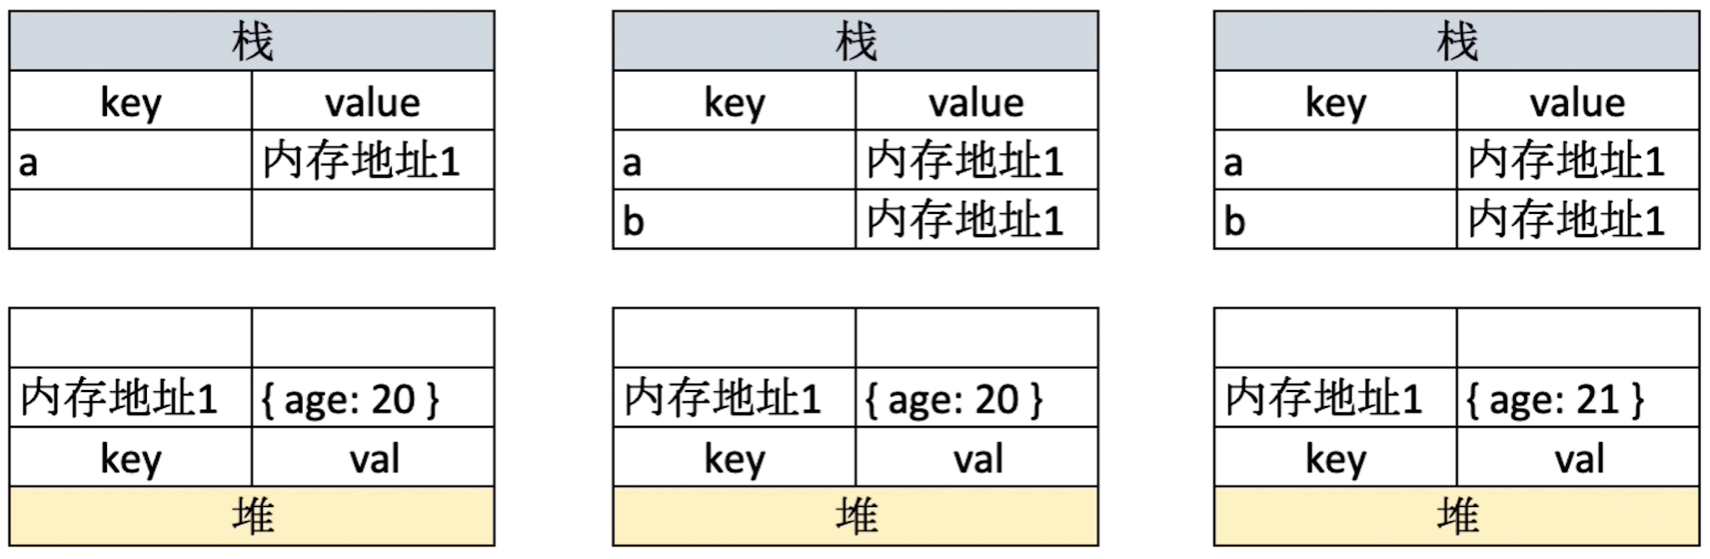 栈
key value
a 内存地址1
内存地址1 { age: 20 }
key val
堆
栈
key value
a 内存地址1
b 内存地址1
内存地址1 { age: 20 }
key val
堆
栈
key value
a 内存地址1
b 内存地址1
内存地址1 { age: 21 }
key val
堆